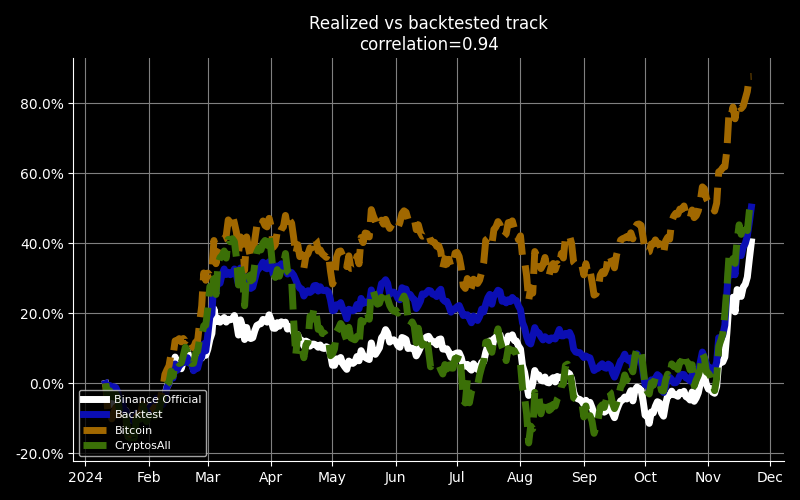 Realized vs backtested track
correlation=0.94
80.0%
60.0%
40.0%
20.0%
0.0%
-20.0%
Binance Official
Backtest
Bitcoin
CryptosAll
2024 Feb Mar Apr May Jun Jul Aug Sep Oct Nov Dec